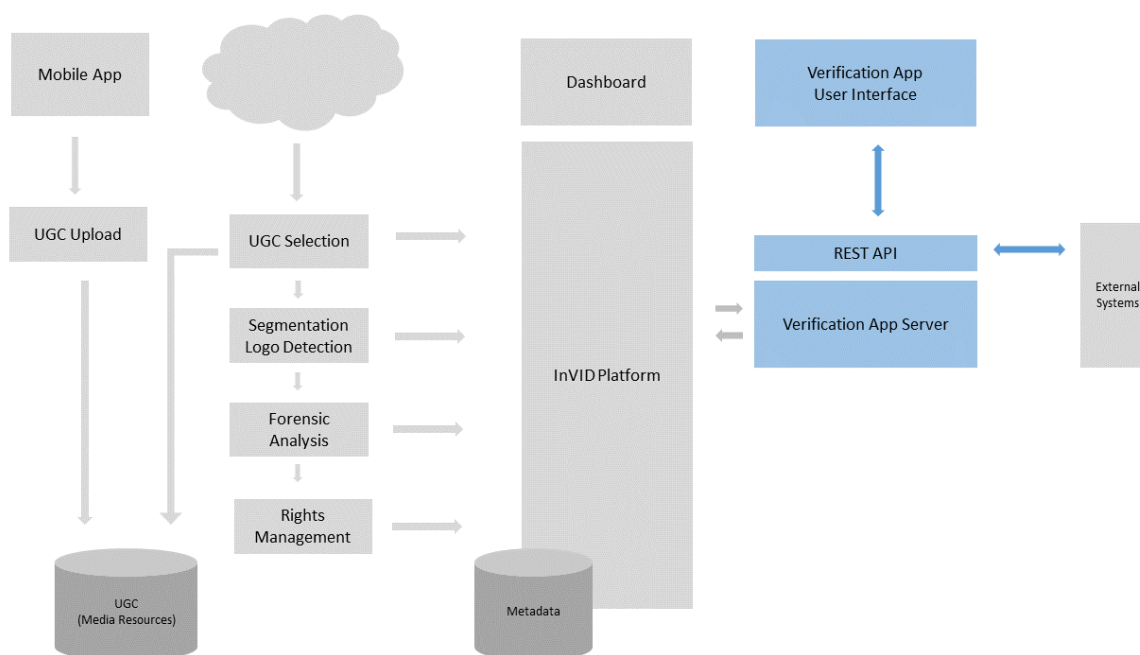 Mobile App
Dashboard
Verification App
User Interface
UGC Upload
UGC Selection
REST API
External
Systems
Segmentation
Logo Detection
Verification App Server
InVID Platform
Forensic
Analysis
Rights
Management
UGC
(Media Resources)
Metadata